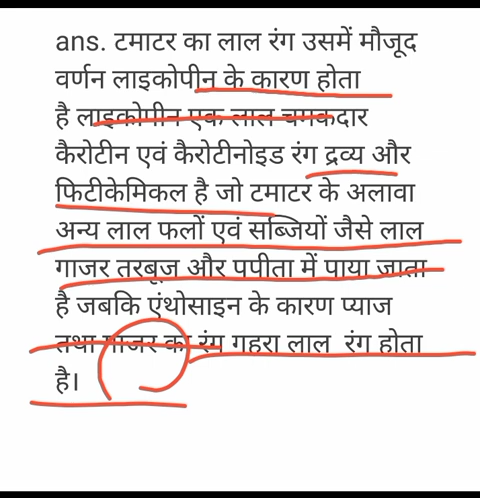 ans. टमाटर का लाल रंग उसमें मौजूद
वर्णन लाइकोपीन के कारण होता
है लाइकोपीन एक लाल चमकदार
कैरोटीन एवं कैरोटीनोइड रंग द्रव्य और
फिटीकेमिकल है जो टमाटर के अलावा
अन्य लाल फलों एवं सब्जियों जैसे लाल
गाजर तरबूज और पपीता में पाया जाता
है जबकि एंथोसाइन के कारण प्याज
तथा गाजर का रंग गहरा लाल रंग होता
है।